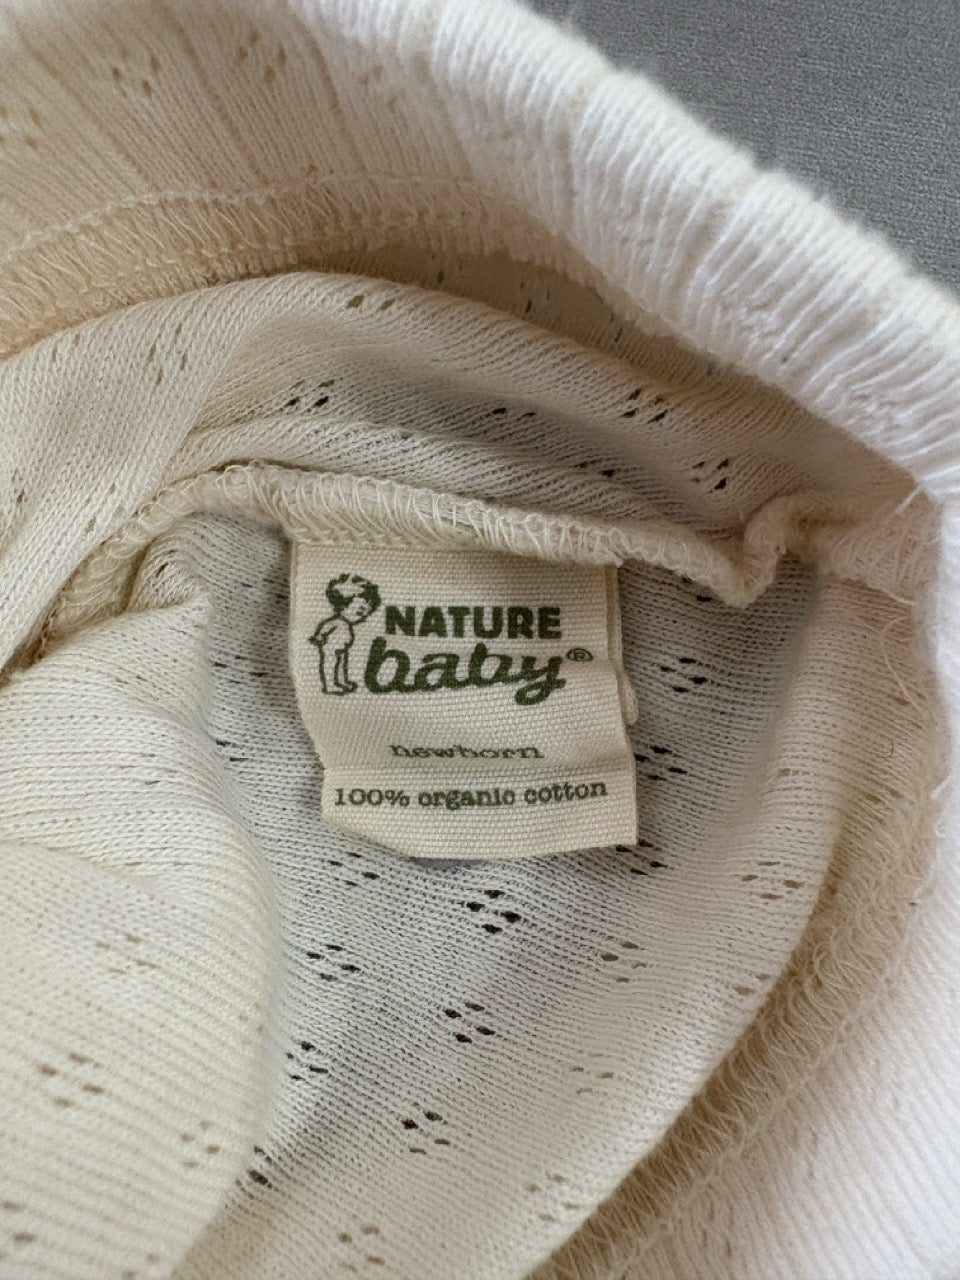 NATURE
baby®
newborn
100% organic cotton